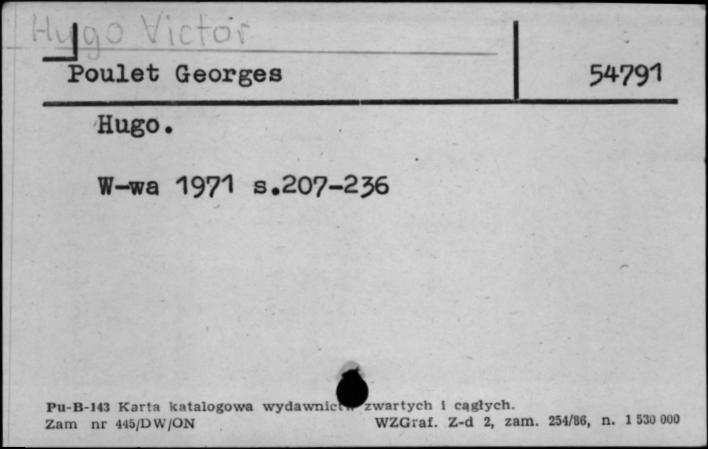 Hugo Victor
Poulet Georges 54791
Hugo.
W-wa 1971 s.207-236
Pu-B-143 Karta katalogowa wydawnictw zwartych i ciągłych.
Zam nr 445/DW/ON WZGraf. Z-d 2, zam. 254/86, n. 1 530 000